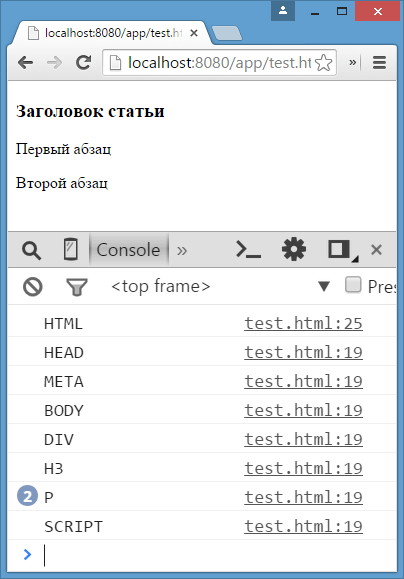 localhost:8080/app/test.ht
localhost:8080/app/test.ht
Заголовок статьи
Первый абзац
Второй абзац
Console »
<top frame> ▼ Pres
HTML test.html:25
HEAD test.html:19
META test.html:19
BODY test.html:19
DIV test.html:19
H3 test.html:19
2 P test.html:19
SCRIPT test.html:19